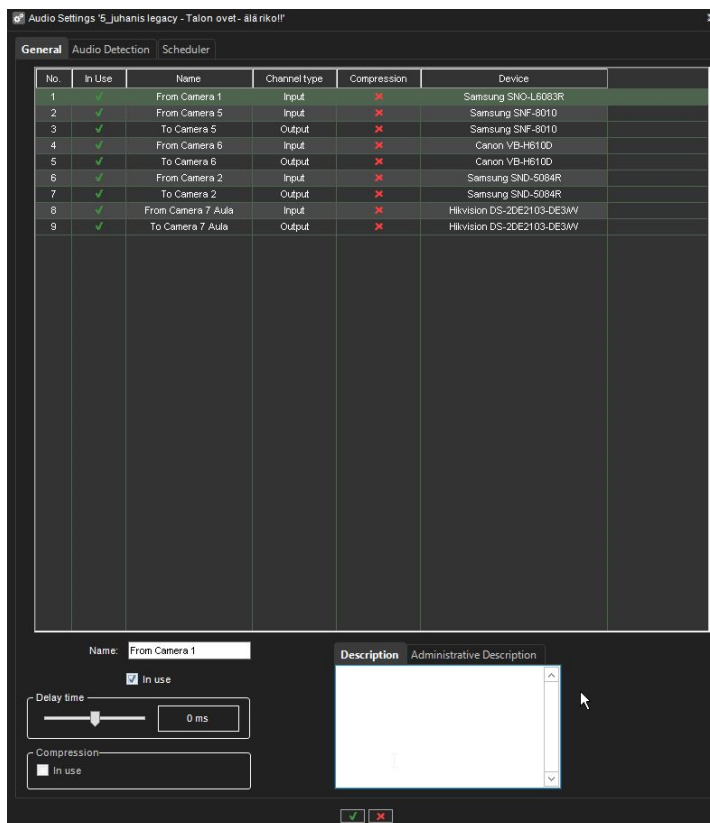 Audio Settings '5_juhanis legacy - Talon ovet - älä riko!!'
General Audio Detection Scheduler
No. In Use Name Channel type Compression Device
1 From Camera 1 Input Samsung SNO-L6083R
2 From Camera 5 Input Samsung SNF-8010
3 To Camera 5 Output Samsung SNF-8010
4 From Camera 6 Input Canon VB-H610D
5 To Camera 6 Output Canon VB-H610D
6 From Camera 2 Input Samsung SND-5084R
7 To Camera 2 Output Samsung SND-5084R
8 From Camera 7 Aula Input Hikvision DS-2DE2103-DE3/W
9 To Camera 7 Aula Output Hikvision DS-2DE2103-DE3/W
Name: From Camera 1
In use
Delay time
0 ms
Compression
In use
Description Administrative Description